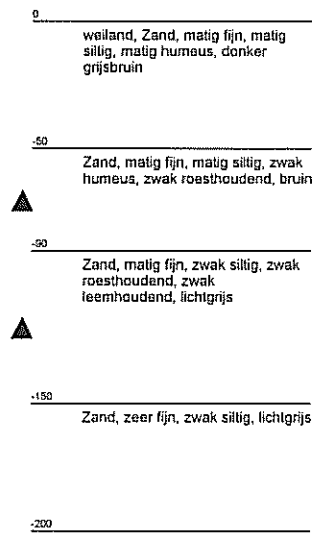 0
weiland, Zand, matig fijn, matig
siltig, matig humeus, donker
grijsbruin
-50
Zand, matig fijn, matig siltig, zwak
humeus, zwak roesthoudend, bruin
-90
Zand, matig fijn, zwak siltig, zwak
roesthoudend, zwak
leemhoudend, lichtgrijs
-150
Zand, zeer fijn, zwak siltig, lichtgrijs
-200